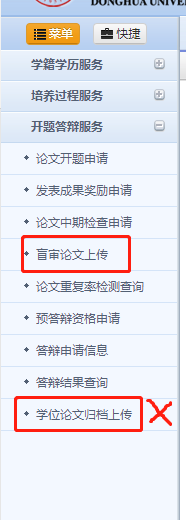 DONGHUA UNIVER
菜单 快捷
学籍学历服务
培养过程服务
开题答辩服务
论文开题申请
发表成果奖励申请
论文中期检查申请
盲审论文上传
论文重复率检测查询
预答辩资格申请
答辩申请信息
答辩结果查询
学位论文归档上传